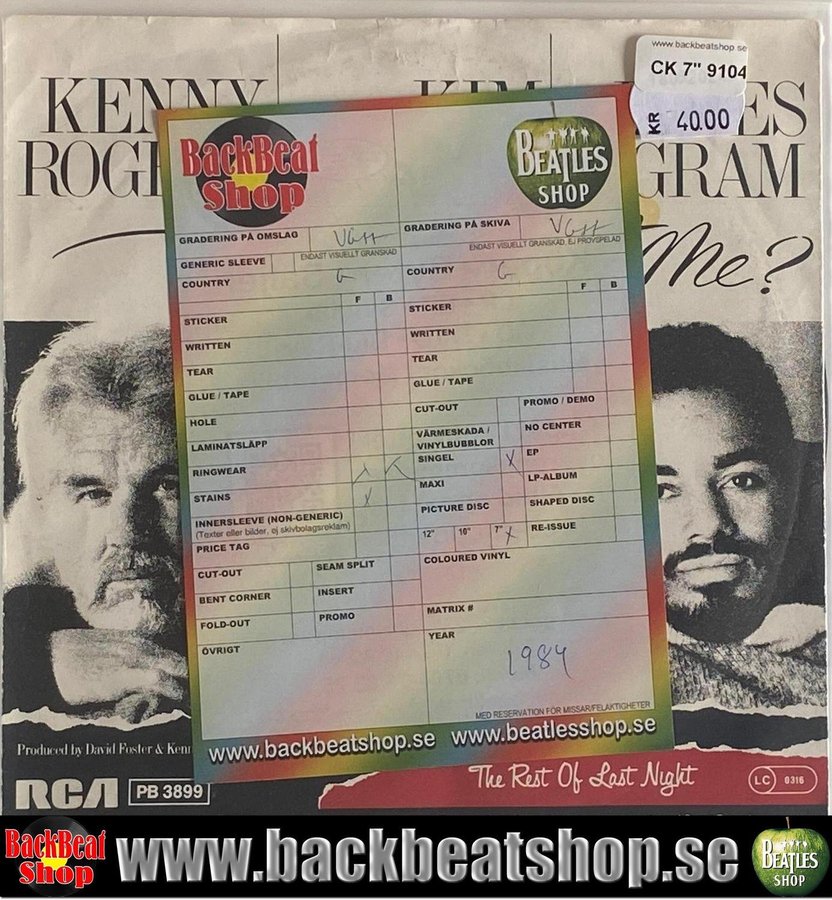 www.backbeatshop.se
CK 7" 9104
KR 40.00
KENNY
ROG
KIM
ES
GRAM
Me?
BackBeat
Shop
BEATLES
SHOP
GRADERING PÅ OMSLAG VG++
GRADERING PÅ SKIVA VG++
ENDAST VISUELLT GRANSKAD
ENDAST VISUELLT GRANSKAD, EJ PROVSPELAD
GENERIC SLEEVE
COUNTRY G
COUNTRY G
F B
F B
STICKER
STICKER
WRITTEN
WRITTEN
TEAR
TEAR
GLUE / TAPE
GLUE / TAPE
HOLE
CUT-OUT
PROMO / DEMO
LAMINATSLÄPP
VÄRMESKADA /
VINYLBUBBLOR
NO CENTER
RINGWEAR X X
SINGEL X
EP
STAINS X
MAXI
LP-ALBUM
INNERSLEEVE (NON-GENERIC)
(Texter eller bilder, ej skivbolagsreklam)
PICTURE DISC
SHAPED DISC
PRICE TAG
12" 10" 7" X
RE-ISSUE
CUT-OUT
SEAM SPLIT
COLOURED VINYL
BENT CORNER
INSERT
FOLD-OUT
PROMO
MATRIX #
ÖVRIGT
YEAR
1984
MED RESERVATION FÖR MISSAR/FELAKTIGHETER
www.backbeatshop.se www.beatlesshop.se
Produced by David Foster & Ken
RCA PB 3899
The Rest Of Last Night
LC 0316
BackBeat
Shop
www.backbeatshop.se
BEATLES
SHOP